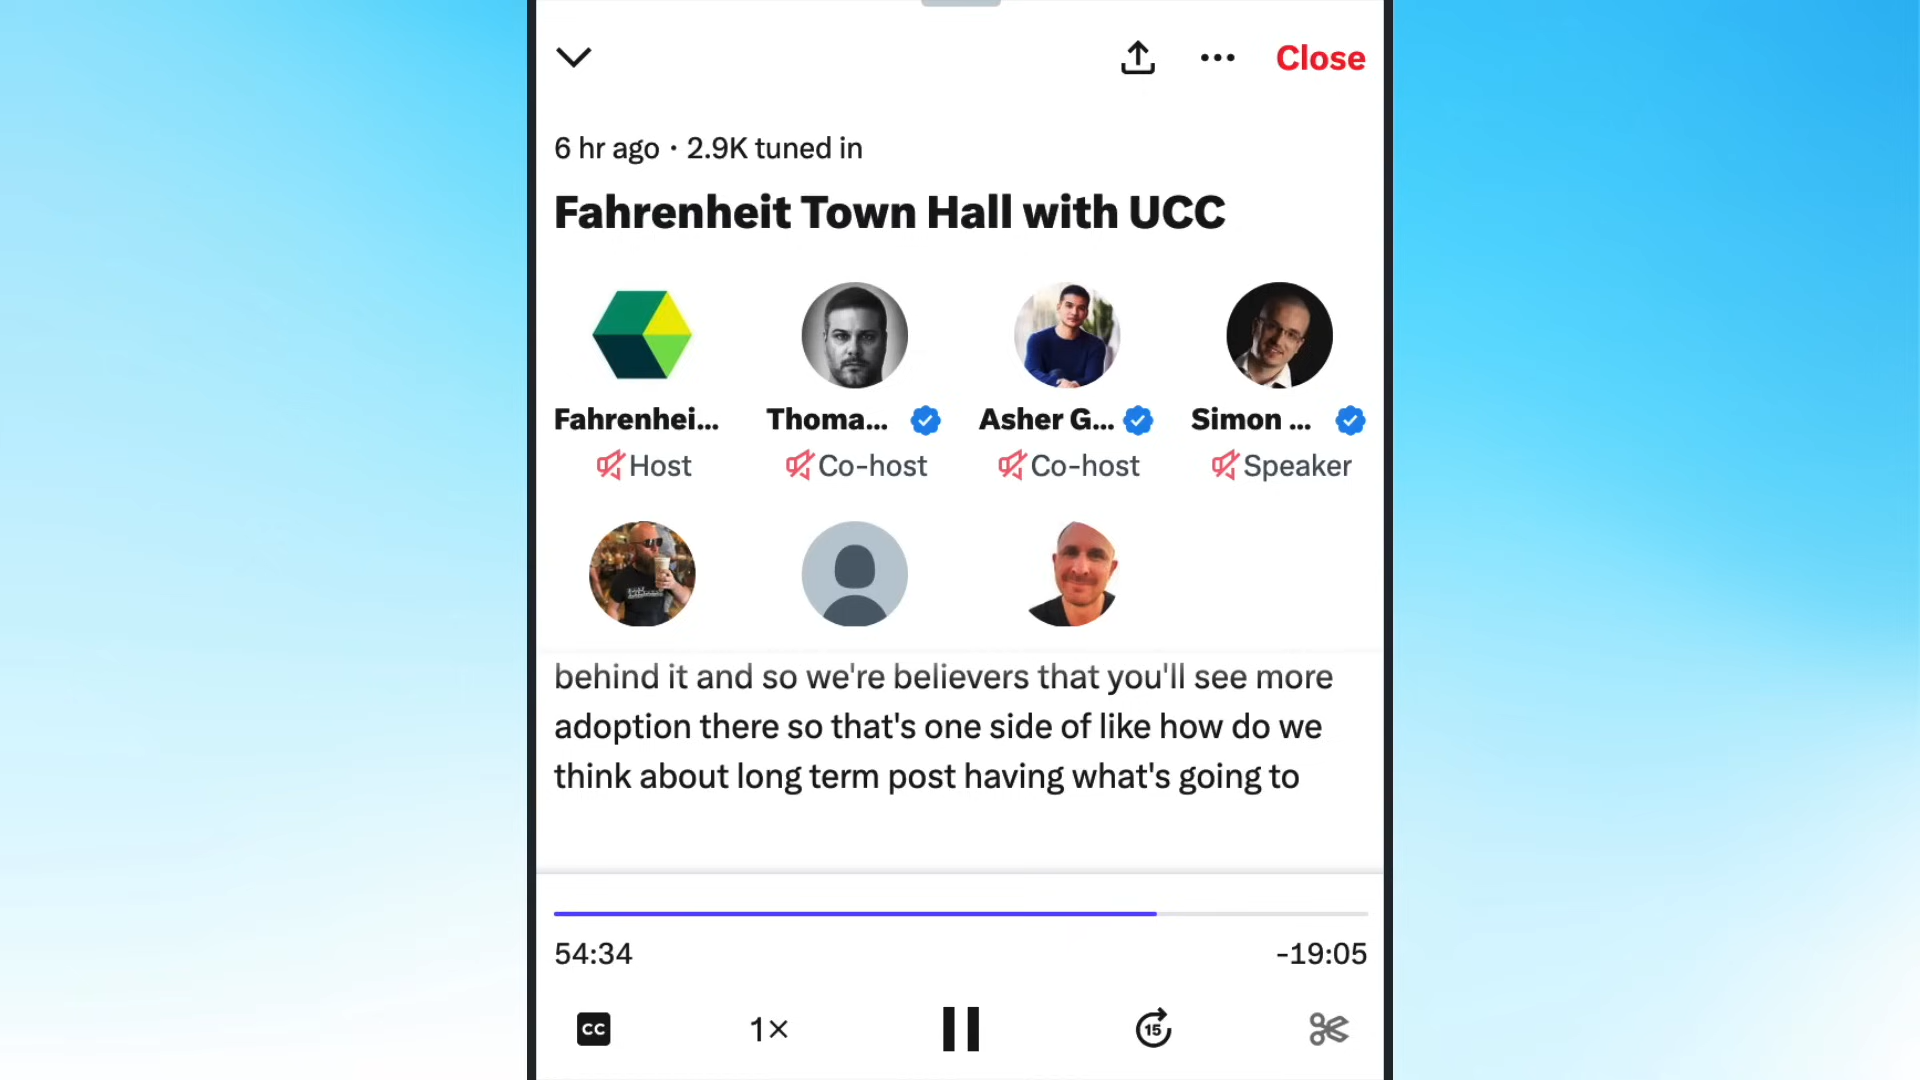 Close
6 hr ago · 2.9K tuned in
Fahrenheit Town Hall with UCC
Fahrenhei... Thoma... Asher G... Simon ...
Host Co-host Co-host Speaker
behind it and so we're believers that you'll see more
adoption there so that's one side of like how do we
think about long term post having what's going to
54:34 -19:05
CC 1× 15